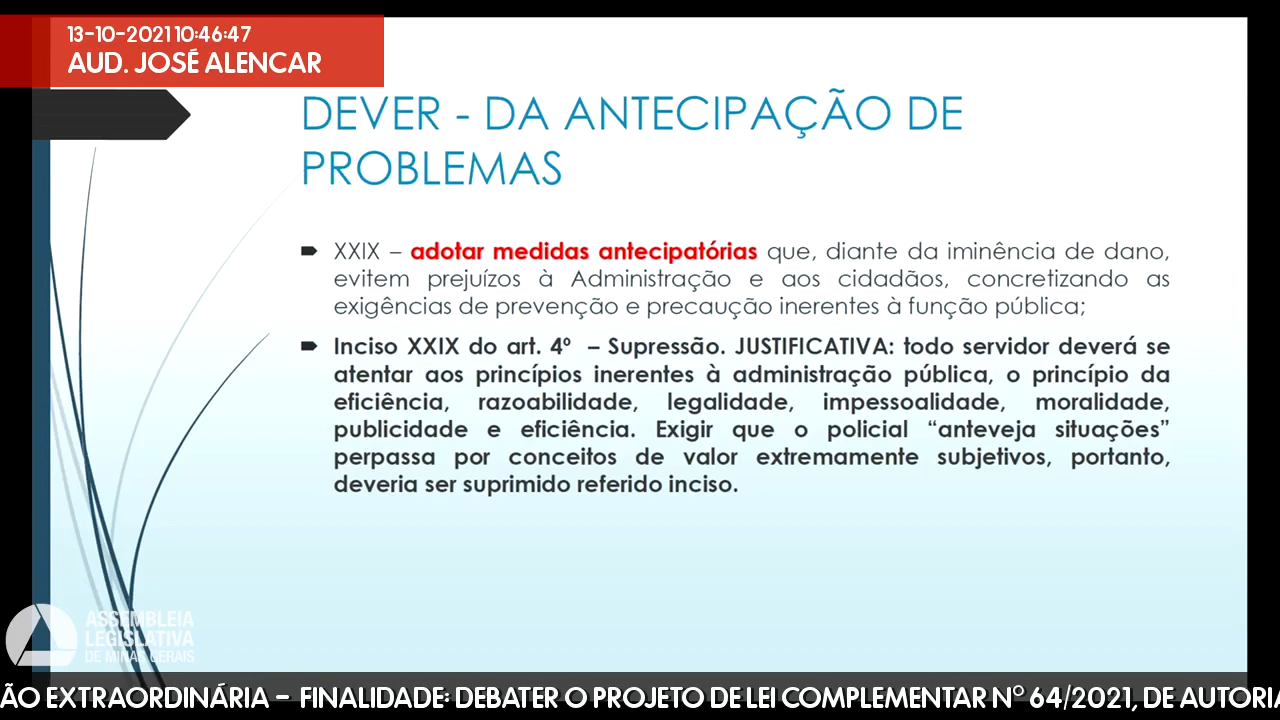 13-10-2021 10:46:47
AUD. JOSÉ ALENCAR
DEVER - DA ANTECIPAÇÃO DE
PROBLEMAS
XXIX – adotar medidas antecipatórias que, diante da iminência de dano,
evitem prejuízos à Administração e aos cidadãos, concretizando as
exigências de prevenção e precaução inerentes à função pública;
Inciso XXIX do art. 4º – Supressão. JUSTIFICATIVA: todo servidor deverá se
atentar aos princípios inerentes à administração pública, o princípio da
eficiência, razoabilidade, legalidade, impessoalidade, moralidade,
publicidade e eficiência. Exigir que o policial “anteveja situações”
perpassa por conceitos de valor extremamente subjetivos, portanto,
deveria ser suprimido referido inciso.
ASSEMBLEIA
LEGISLATIVA
DE MINAS GERAIS
ÃO EXTRAORDINÁRIA – FINALIDADE: DEBATER O PROJETO DE LEI COMPLEMENTAR Nº 64/2021, DE AUTORIA